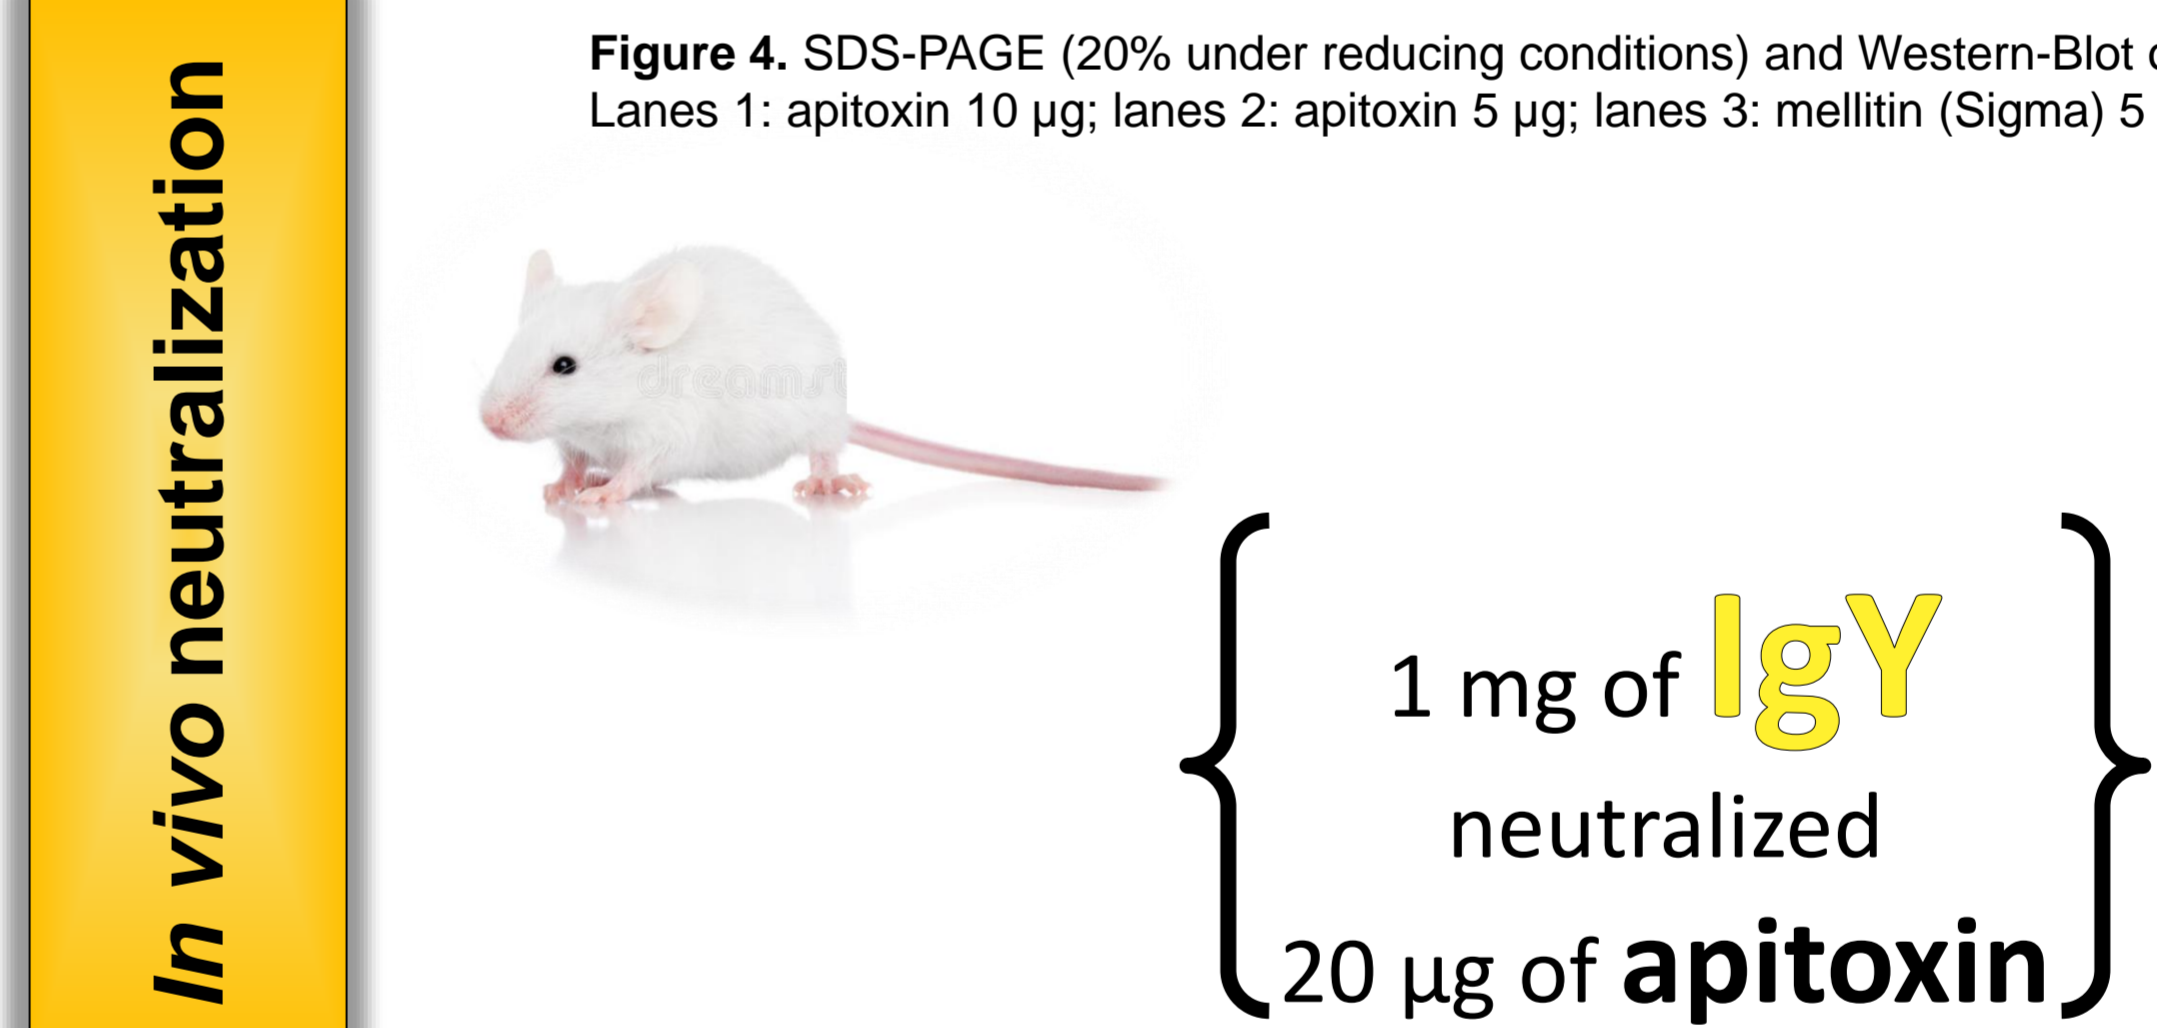 In vivo neutralization
Figure 4. SDS-PAGE (20% under reducing conditions) and Western-Blot
Lanes 1: apitoxin 10 µg; lanes 2: apitoxin 5 µg; lanes 3: mellitin (Sigma) 5
dreamst
1 mg of IgY
neutralized
20 µg of apitoxin